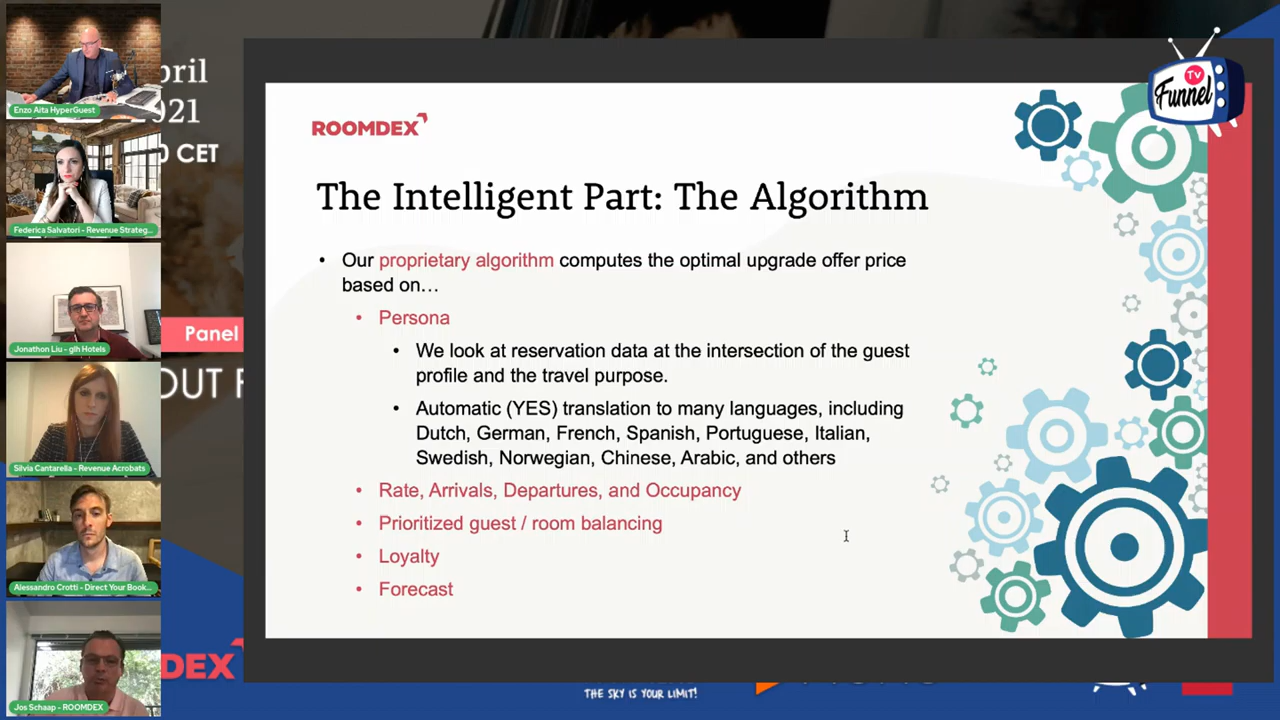 Enzo Aita HyperGuest
Federica Salvatori - Revenue Strateg...
Jonathon Liu - glh Hotels
Silvia Cantarella - Revenue Acrobats
Alessandro Crotti - Direct Your Book...
Jos Schaap - ROOMDEX
CET
Panel
OUT
Tv
Funnel
ROOMDEX
The Intelligent Part: The Algorithm
• Our proprietary algorithm computes the optimal upgrade offer price
based on…
• Persona
• We look at reservation data at the intersection of the guest
profile and the travel purpose.
• Automatic (YES) translation to many languages, including
Dutch, German, French, Spanish, Portuguese, Italian,
Swedish, Norwegian, Chinese, Arabic, and others
• Rate, Arrivals, Departures, and Occupancy
• Prioritized guest / room balancing
• Loyalty
• Forecast
DEX
THE SKY IS YOUR LIMIT!